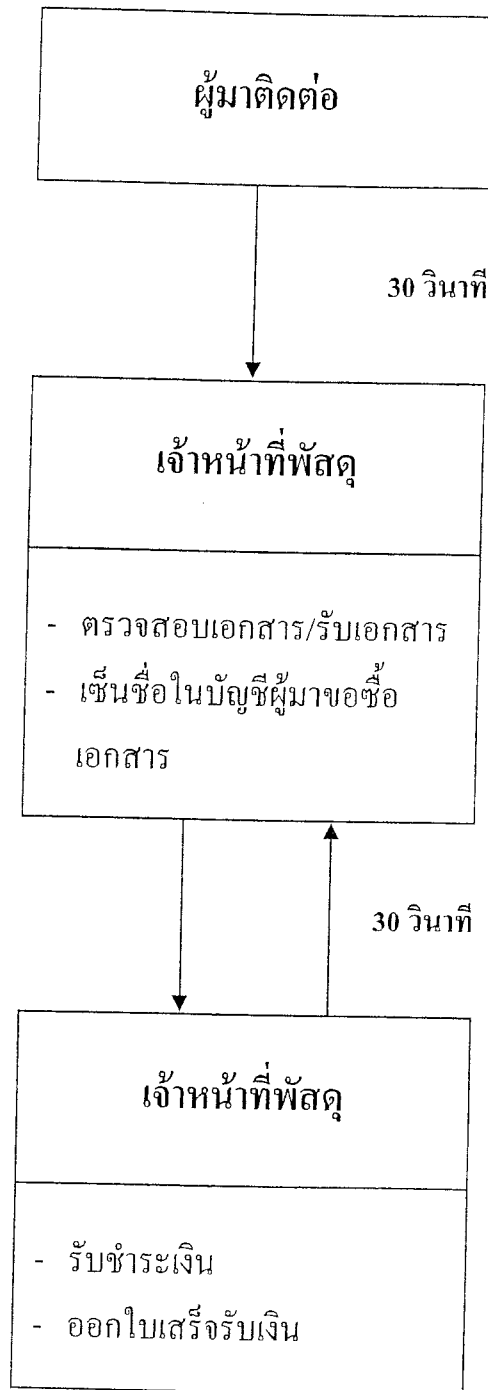 ผู้มาติดต่อ
30 วินาที
เจ้าหน้าที่พัสดุ
- ตรวจสอบเอกสาร/รับเอกสาร
- เซ็นชื่อในบัญชีผู้มาขอซื้อ
เอกสาร
30 วินาที
เจ้าหน้าที่พัสดุ
- รับชำระเงิน
- ออกใบเสร็จรับเงิน